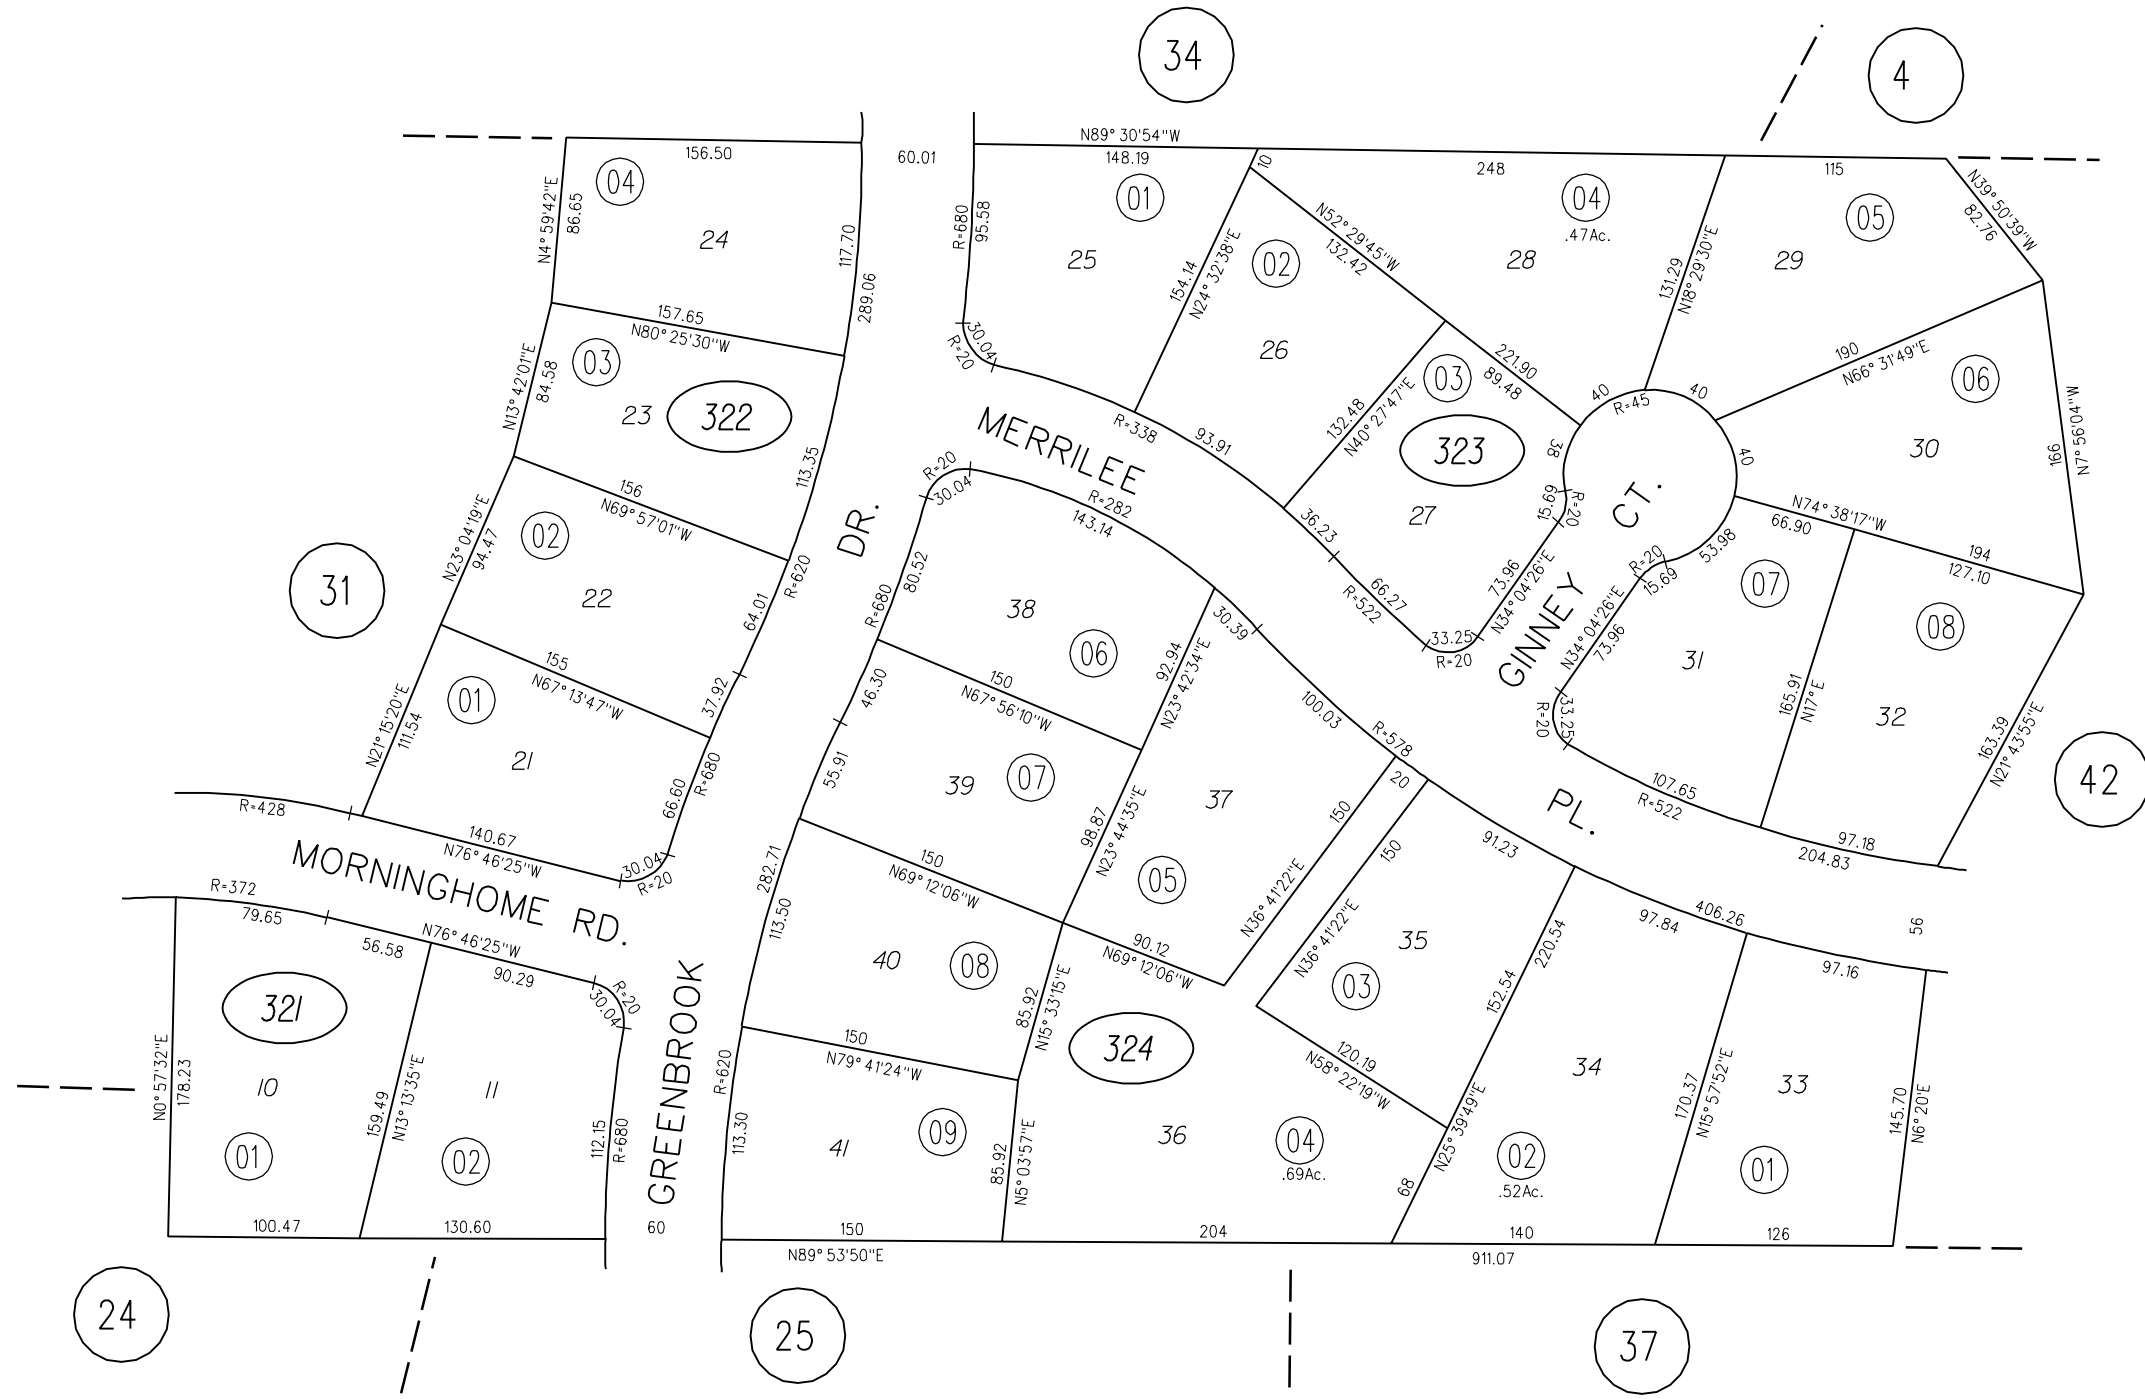 34
4
31
42
24
25
37
N89°30'54"W
156.50
60.01
148.19
10
248
115
04
24
N4°59'42"E
86.65
117.70
289.06
157.65
N80°25'30"W
03
23
322
N13°42'01"E
84.58
113.35
156
N69°57'01"W
02
22
N23°04'19"E
94.47
R=620
64.01
155
N67°13'47"W
01
21
N21°15'20"E
111.54
37.92
66.60
R=680
140.67
N76°46'25"W
30.04
R=20
R=428
MORNINGHOME RD.
R=372
79.65
56.58
N76°46'25"W
90.29
R=20
30.04
321
10
01
N0°57'32"E
178.23
159.49
N13°13'35"E
11
02
112.15
R=680
100.47
130.60
60
GREENBROOK
DR.
R=680
95.58
01
25
30.04
R=20
154.14
N24°32'38"E
02
26
N52°29'45"W
132.42
04
.47Ac.
28
131.29
N18°29'30"E
05
29
N39°50'39"W
82.76
221.90
89.48
132.48
N40°27'47"E
03
323
27
40
R=45
40
40
38
190
N66°31'49"E
06
30
166
N7°56'04"W
N74°38'17"W
66.90
194
127.10
53.98
R=20
15.69
15.69
R=20
CT.
GINNEY
73.96
N34°04'26"E
N34°04'26"E
73.96
33.25
R=20
33.25
R=20
07
31
165.91
N17°E
08
32
163.39
N21°43'55"E
107.65
R=522
97.18
204.83
MERRILEE
PL.
R=338
93.91
36.23
66.27
R=522
R=20
30.04
R=282
143.14
80.52
R=680
38
06
30.39
92.94
N23°42'34"E
46.30
150
N67°56'10"W
55.91
39
07
37
05
100.03
R=578
98.87
N23°44'35"E
150
N69°12'06"W
282.71
113.50
40
08
90.12
N69°12'06"W
N36°41'22"E
150
20
150
N36°41'22"E
91.23
35
03
220.54
152.54
120.19
N58°22'19"W
N25°39'49"E
68
406.26
97.84
97.16
56
34
02
.52Ac.
170.37
N15°57'52"E
33
01
145.70
N6°20'E
85.92
N15°33'15"E
324
150
N79°41'24"W
R=620
113.30
41
09
85.92
N5°03'57"E
36
04
.69Ac.
150
204
140
126
N89°53'50"E
911.07